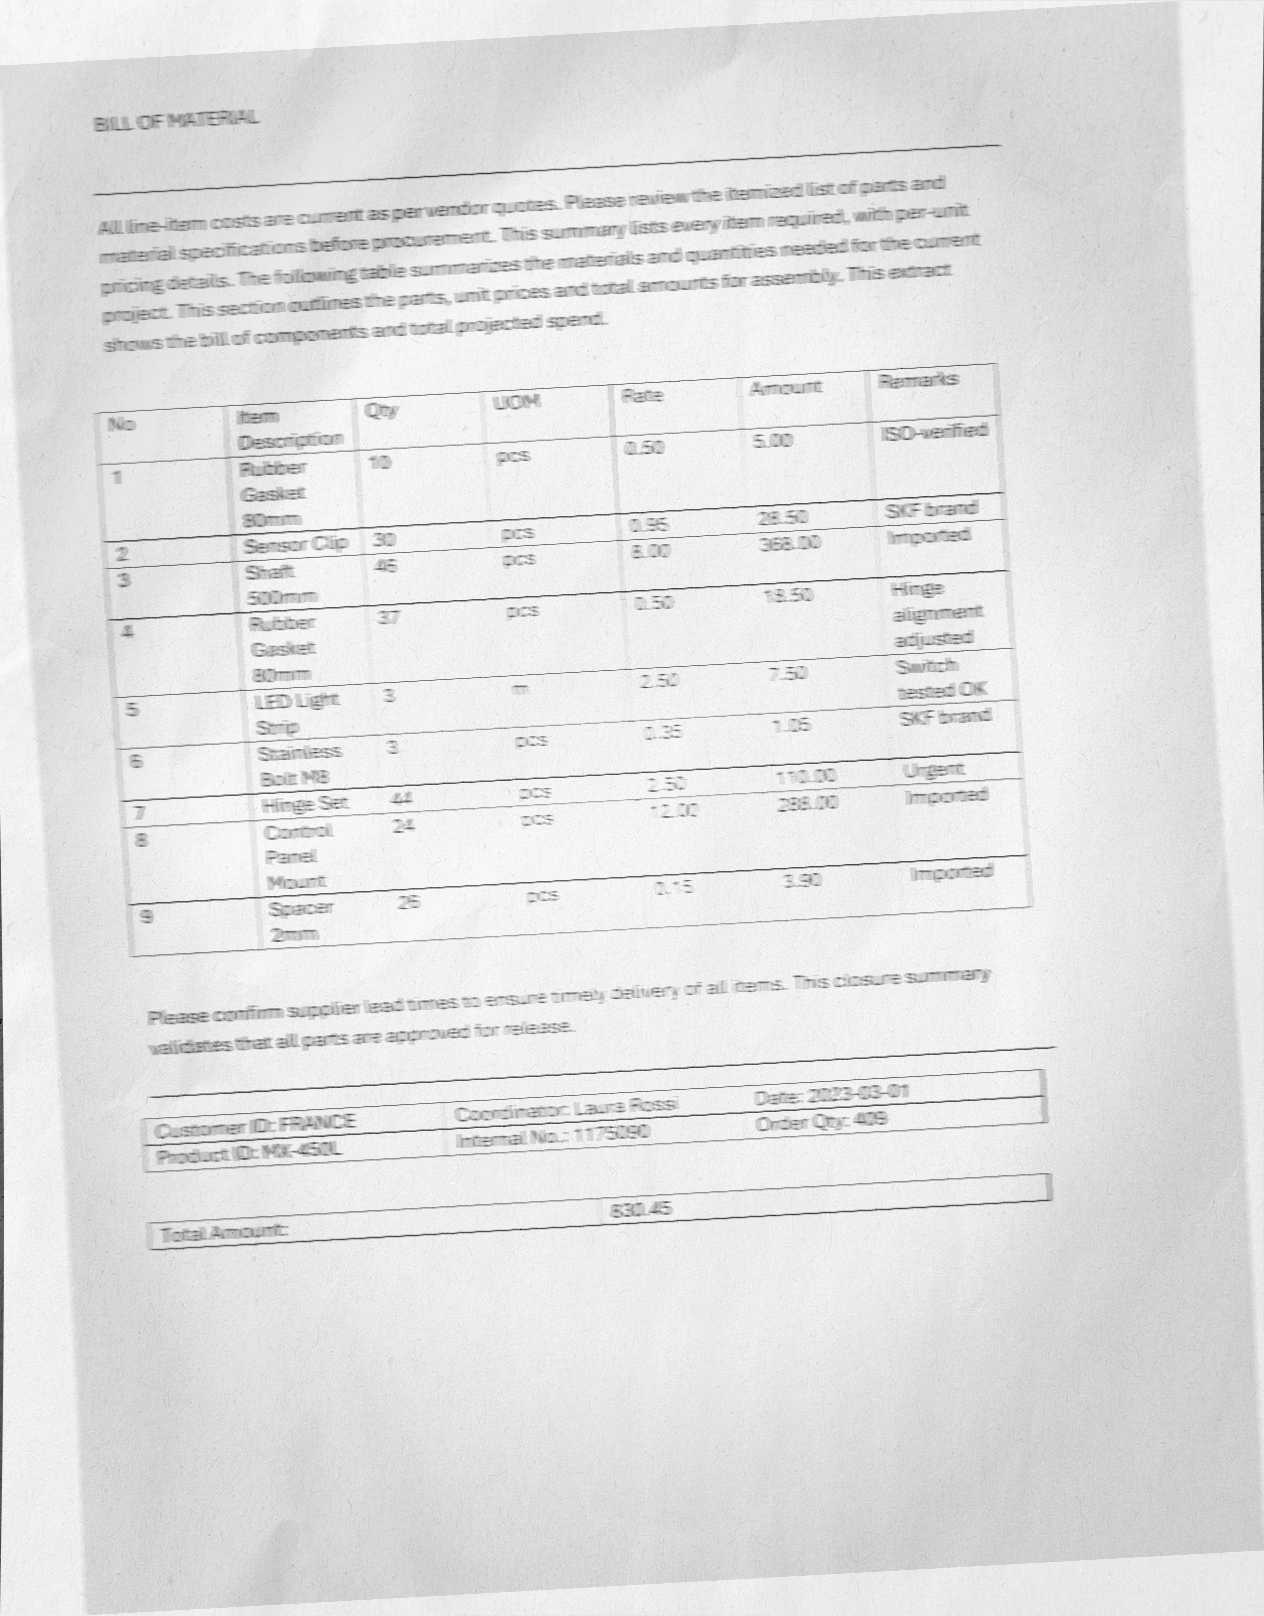 BILL OF MATERIAL
All line-item costs are current as per vendor quotes. Please review the itemized list of parts and
material specifications before procurement. This summary lists every item required, with per-unit
pricing details. The following table summarizes the materials and quantities needed for the current
project. This section outlines the parts, unit prices and total amounts for assembly. This extract
shows the bill of components and total projected spend.
No Item Description Qty UOM Rate Amount Remarks
1 Rubber Gasket 80mm 10 pcs 0.50 5.00 ISO-verified
2 Sensor Clip 30 pcs 0.95 28.50 SKF brand
3 Shaft 500mm 46 pcs 8.00 368.00 Imported
4 Rubber Gasket 80mm 37 pcs 0.50 18.50 Hinge alignment adjusted
5 LED Light Strip 3 m 2.50 7.50 Switch tested OK
6 Stainless Bolt M8 3 pcs 0.35 1.05 SKF brand
7 Hinge Set 44 pcs 2.50 110.00 Urgent
8 Control Panel Mount 24 pcs 12.00 288.00 Imported
9 Spacer 2mm 26 pcs 0.15 3.90 Imported
Please confirm supplier lead times to ensure timely delivery of all items. This closure summary
validates that all parts are approved for release.
Customer ID: FRANCE Coordinator: Laura Rossi Date: 2023-03-01
Product ID: MX-450L Internal No.: 1175090 Order Qty: 409
Total Amount: 830.45